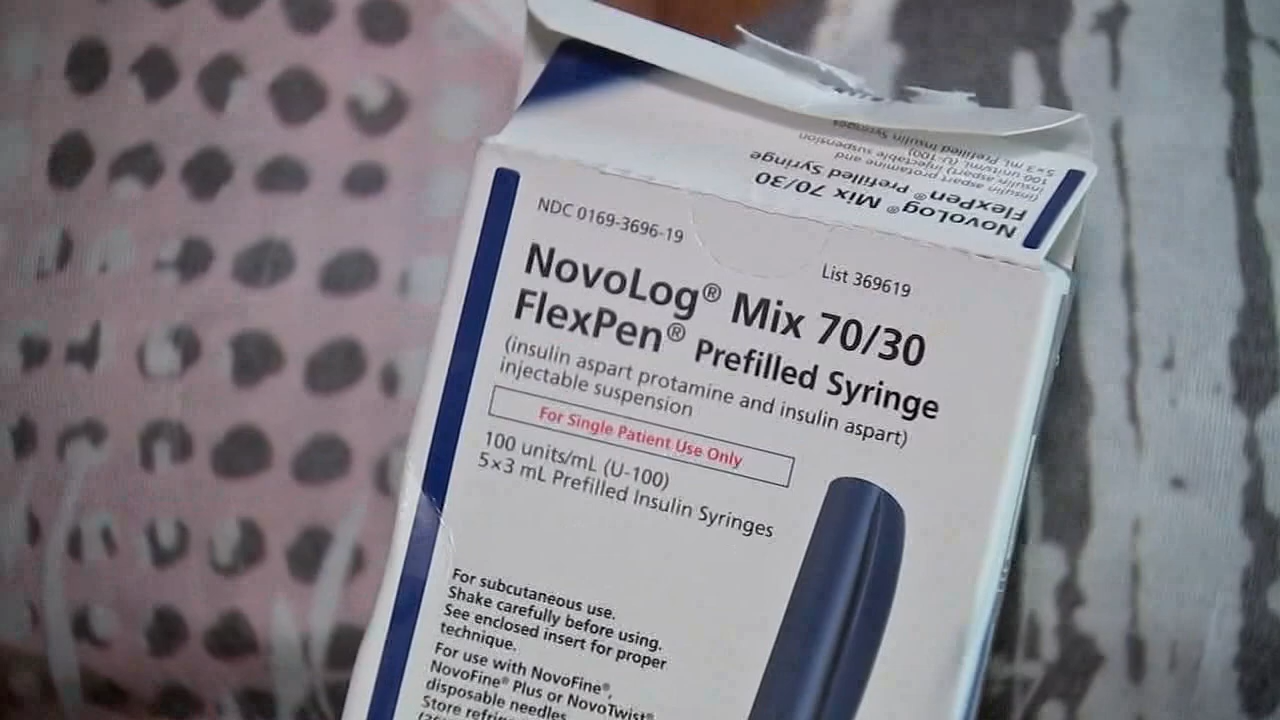 NovoLog® Mix 70/30
FlexPen® Prefilled Syringe
(insulin aspart protamine and
insulin aspart) injectable suspension
100 units/mL (U-100)
5×3 mL Prefilled Insulin Syringes
NDC 0169-3696-19
List 369619
NovoLog® Mix 70/30
FlexPen® Prefilled Syringe
(insulin aspart protamine and insulin aspart)
injectable suspension
For Single Patient Use Only
100 units/mL (U-100)
5×3 mL Prefilled Insulin Syringes
For subcutaneous use.
Shake carefully before using.
See enclosed insert for proper
technique.
For use with NovoFine®,
NovoFine® Plus or NovoTwist®
disposable needles.
Store